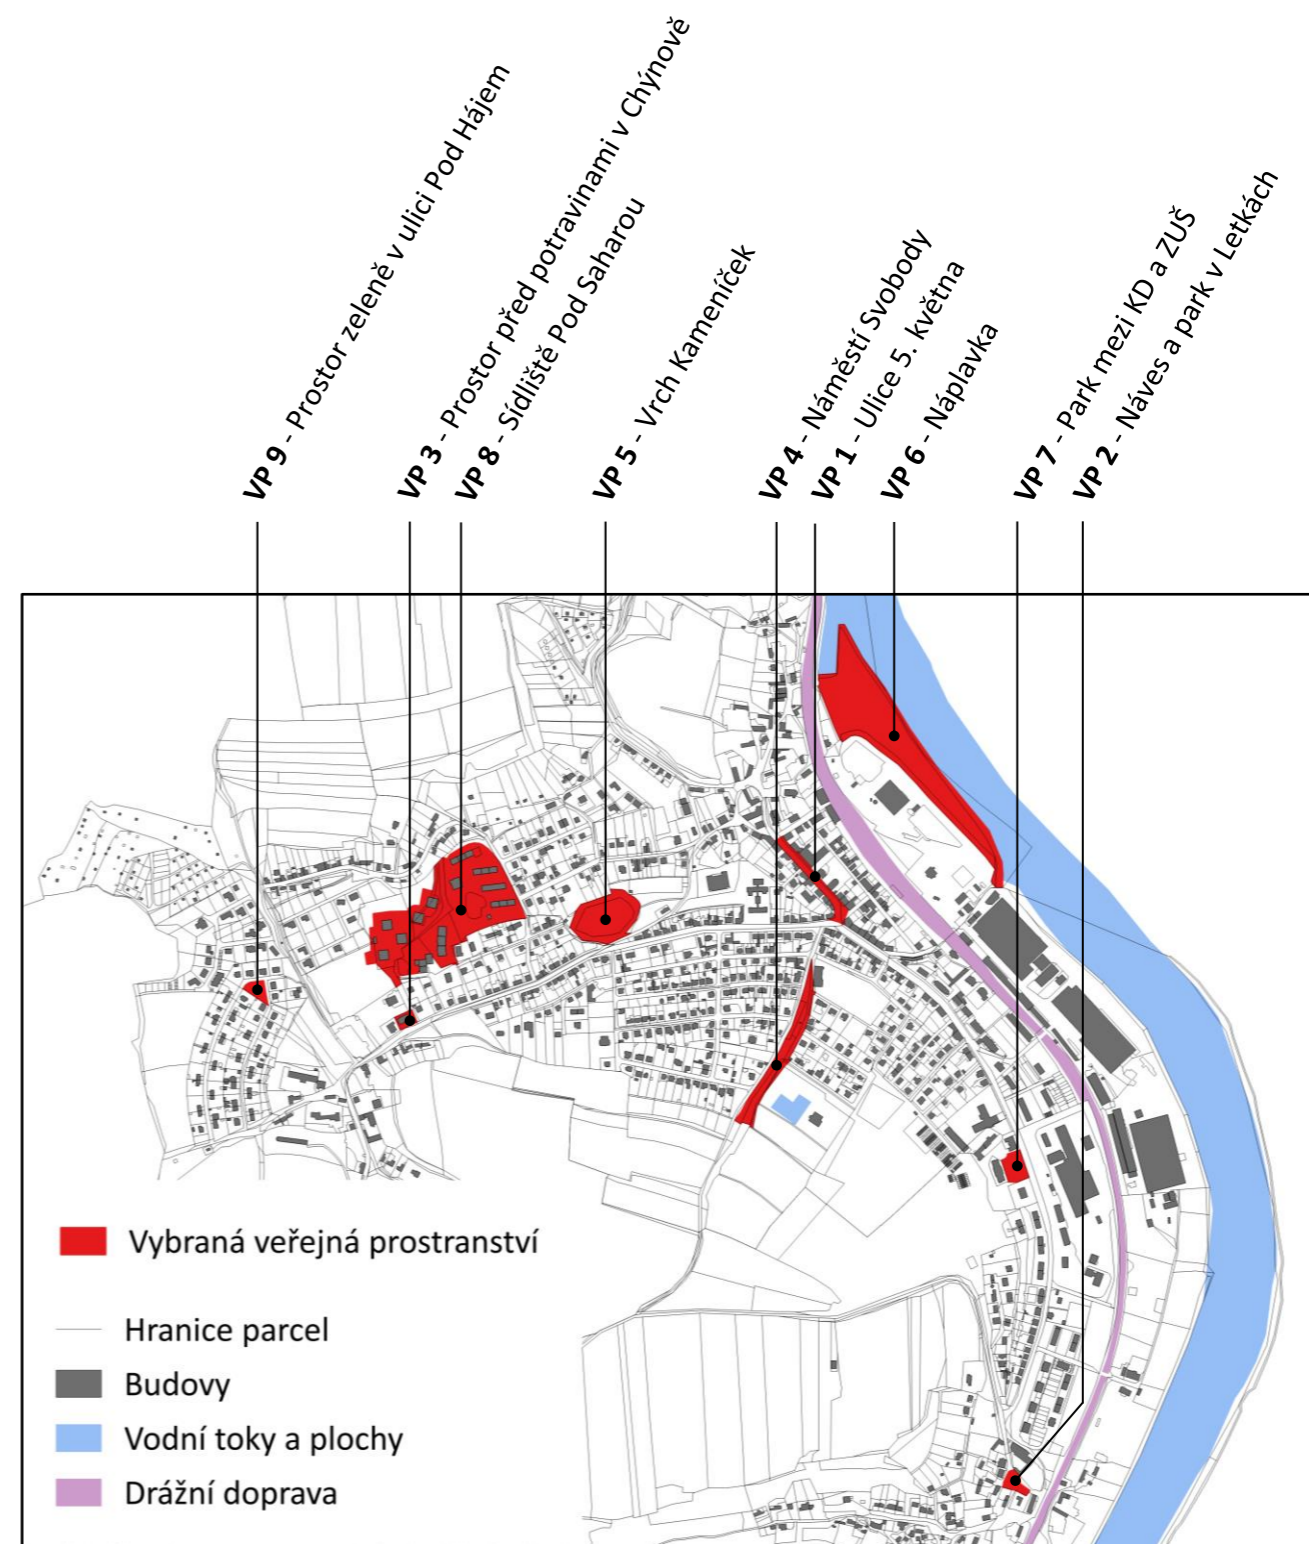 VP 9 - Prostor zeleně v ulici Pod Hájem
VP 3 - Prostor před potravinami v Chýnově
VP 8 - Sídliště Pod Saharou
VP 5 - Vrch Kameníček
VP 4 - Náměstí Svobody
VP 1 - Ulice 5. května
VP 6 - Náplavka
VP 7 - Park mezi KD a ZUŠ
VP 2 - Náves a park v Letkách
Vybraná veřejná prostranství
Hranice parcel
Budovy
Vodní toky a plochy
Drážní doprava